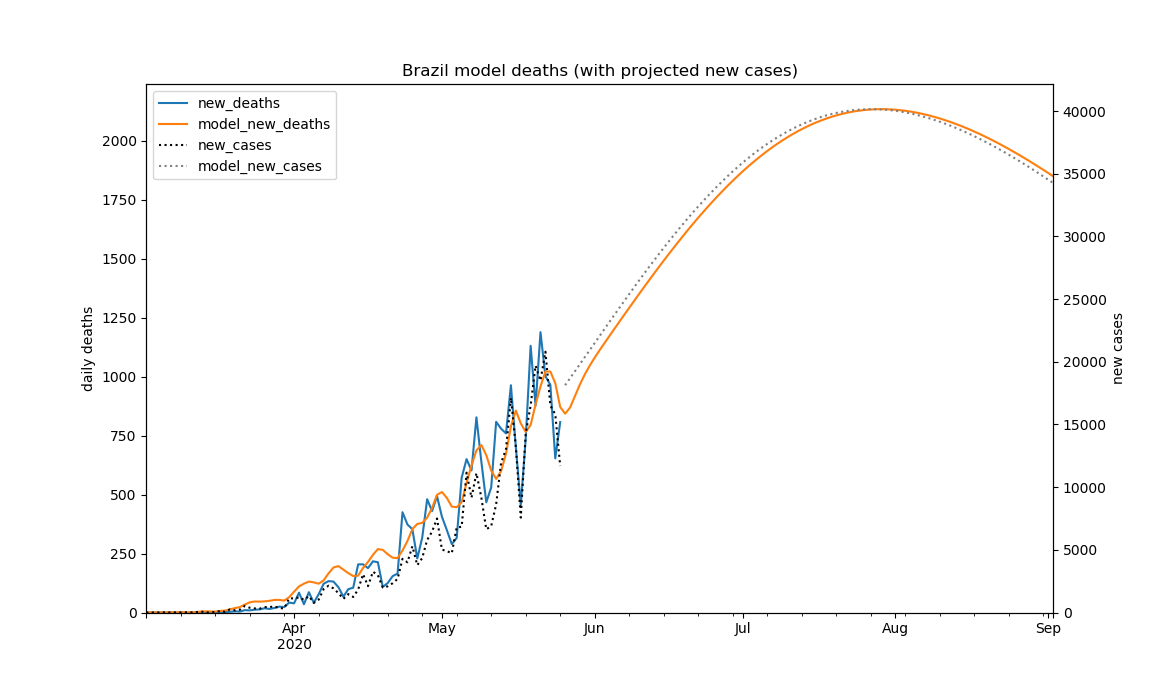 Brazil model deaths (with projected new cases)
new_deaths
model_new_deaths
new_cases
model_new_cases
daily deaths
2000
1750
1500
1250
1000
750
500
250
0
40000
35000
30000
25000
20000
15000
10000
5000
0
new cases
Apr
2020
May
Jun
Jul
Aug
Sep